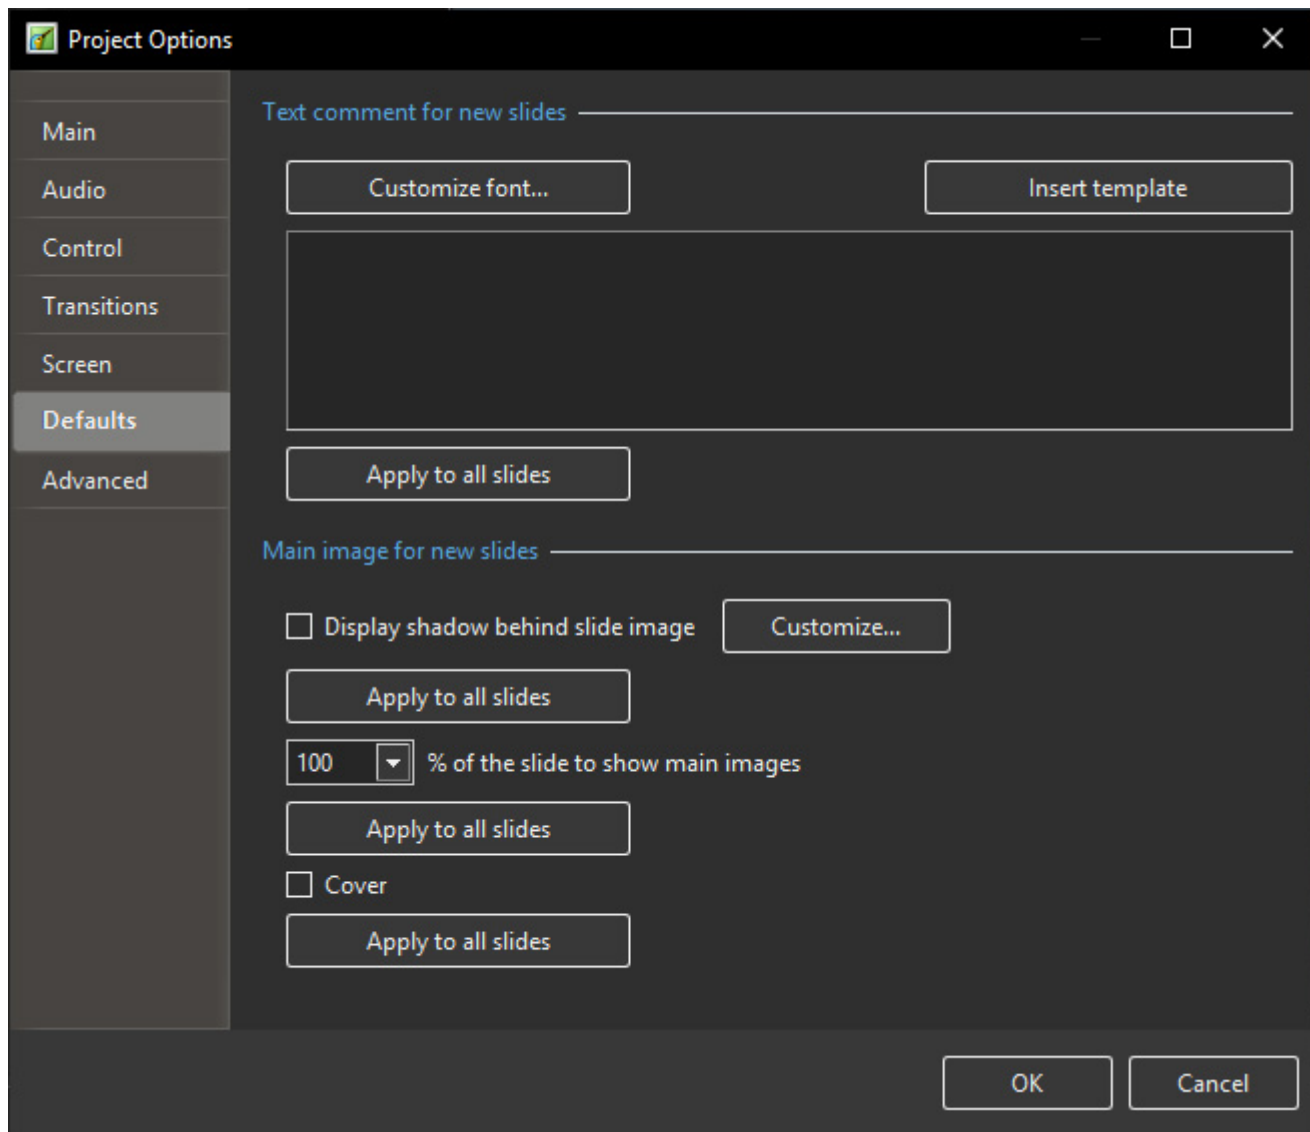 Project Options
Main
Audio
Control
Transitions
Screen
Defaults
Advanced
Text comment for new slides
Customize font... Insert template
Apply to all slides
Main image for new slides
Display shadow behind slide image Customize...
Apply to all slides
100 % of the slide to show main images
Apply to all slides
Cover
Apply to all slides
OK Cancel